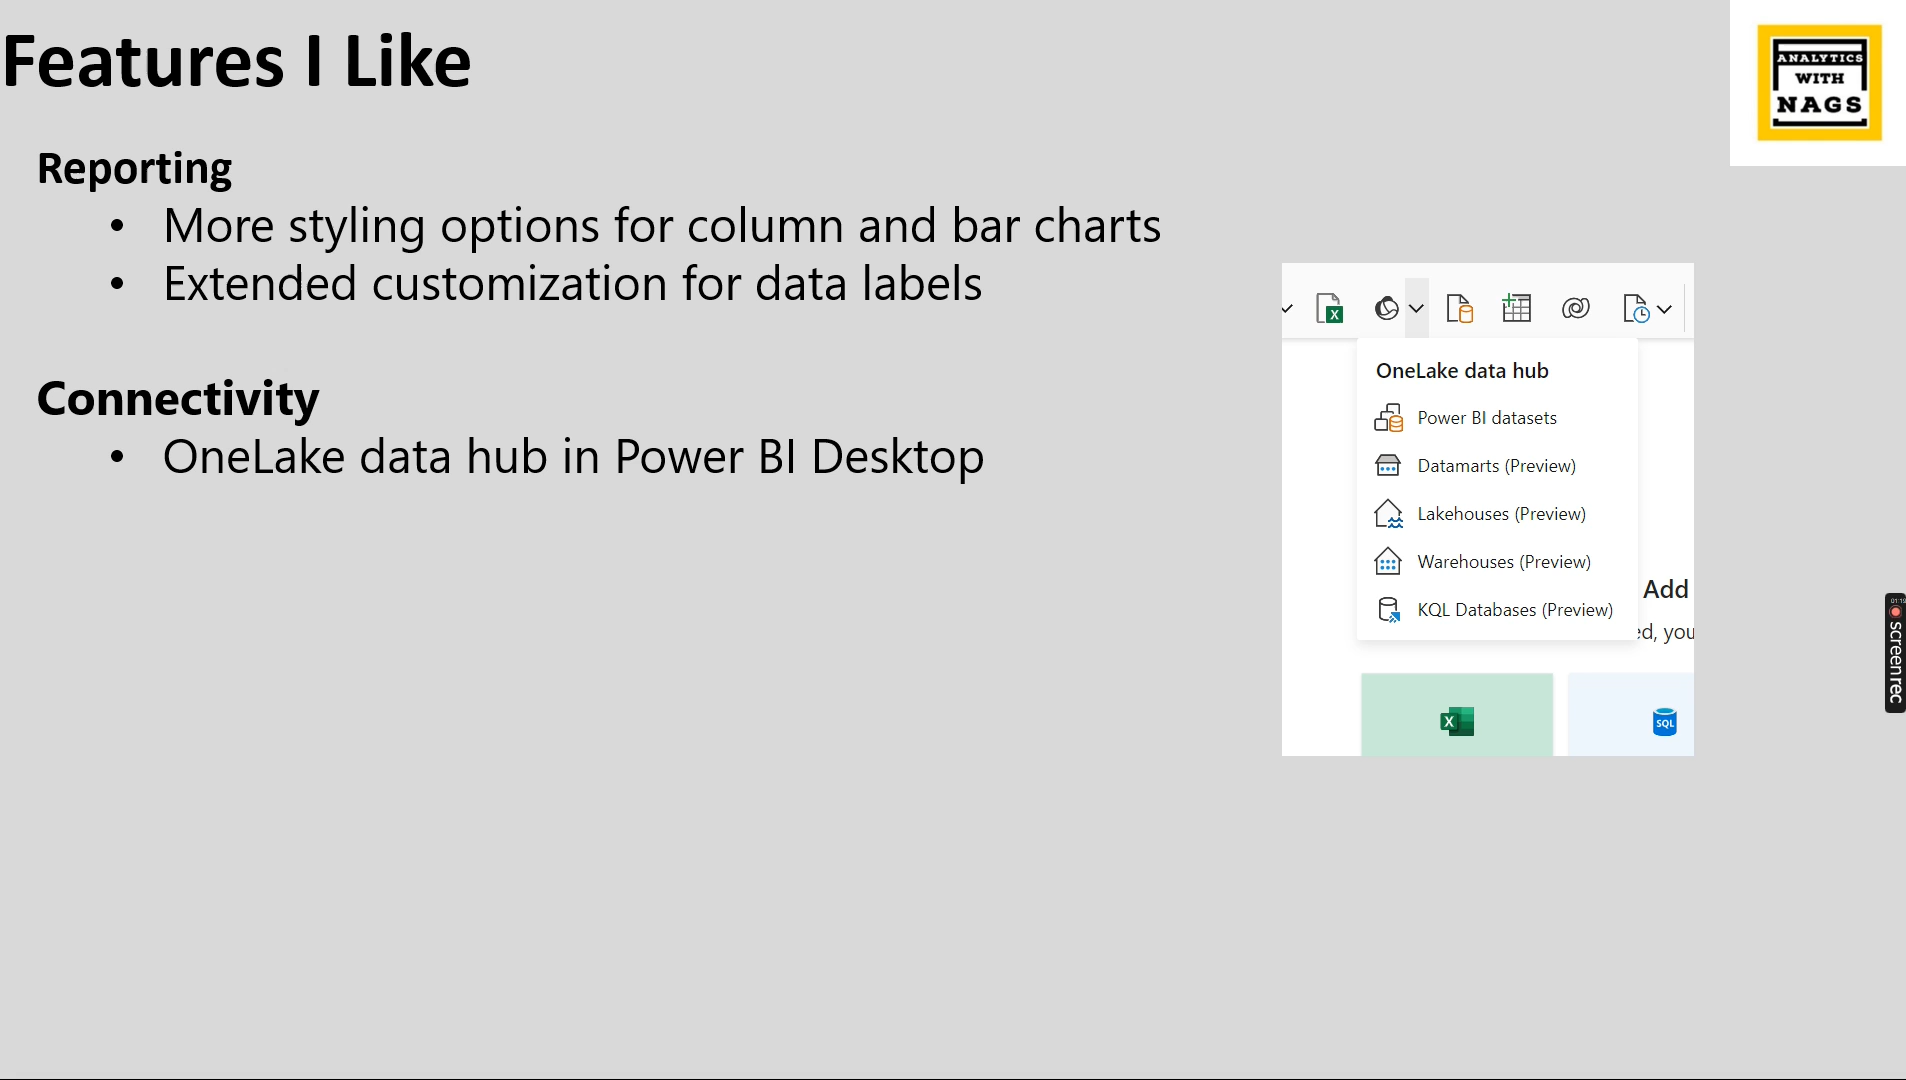 Features I Like
ANALYTICS
WITH
NAGS
Reporting
• More styling options for column and bar charts
• Extended customization for data labels
Connectivity
• OneLake data hub in Power BI Desktop
OneLake data hub
Power BI datasets
Datamarts (Preview)
Lakehouses (Preview)
Warehouses (Preview)
KQL Databases (Preview)
Add
ed, you
X
X
SQL
screenrec